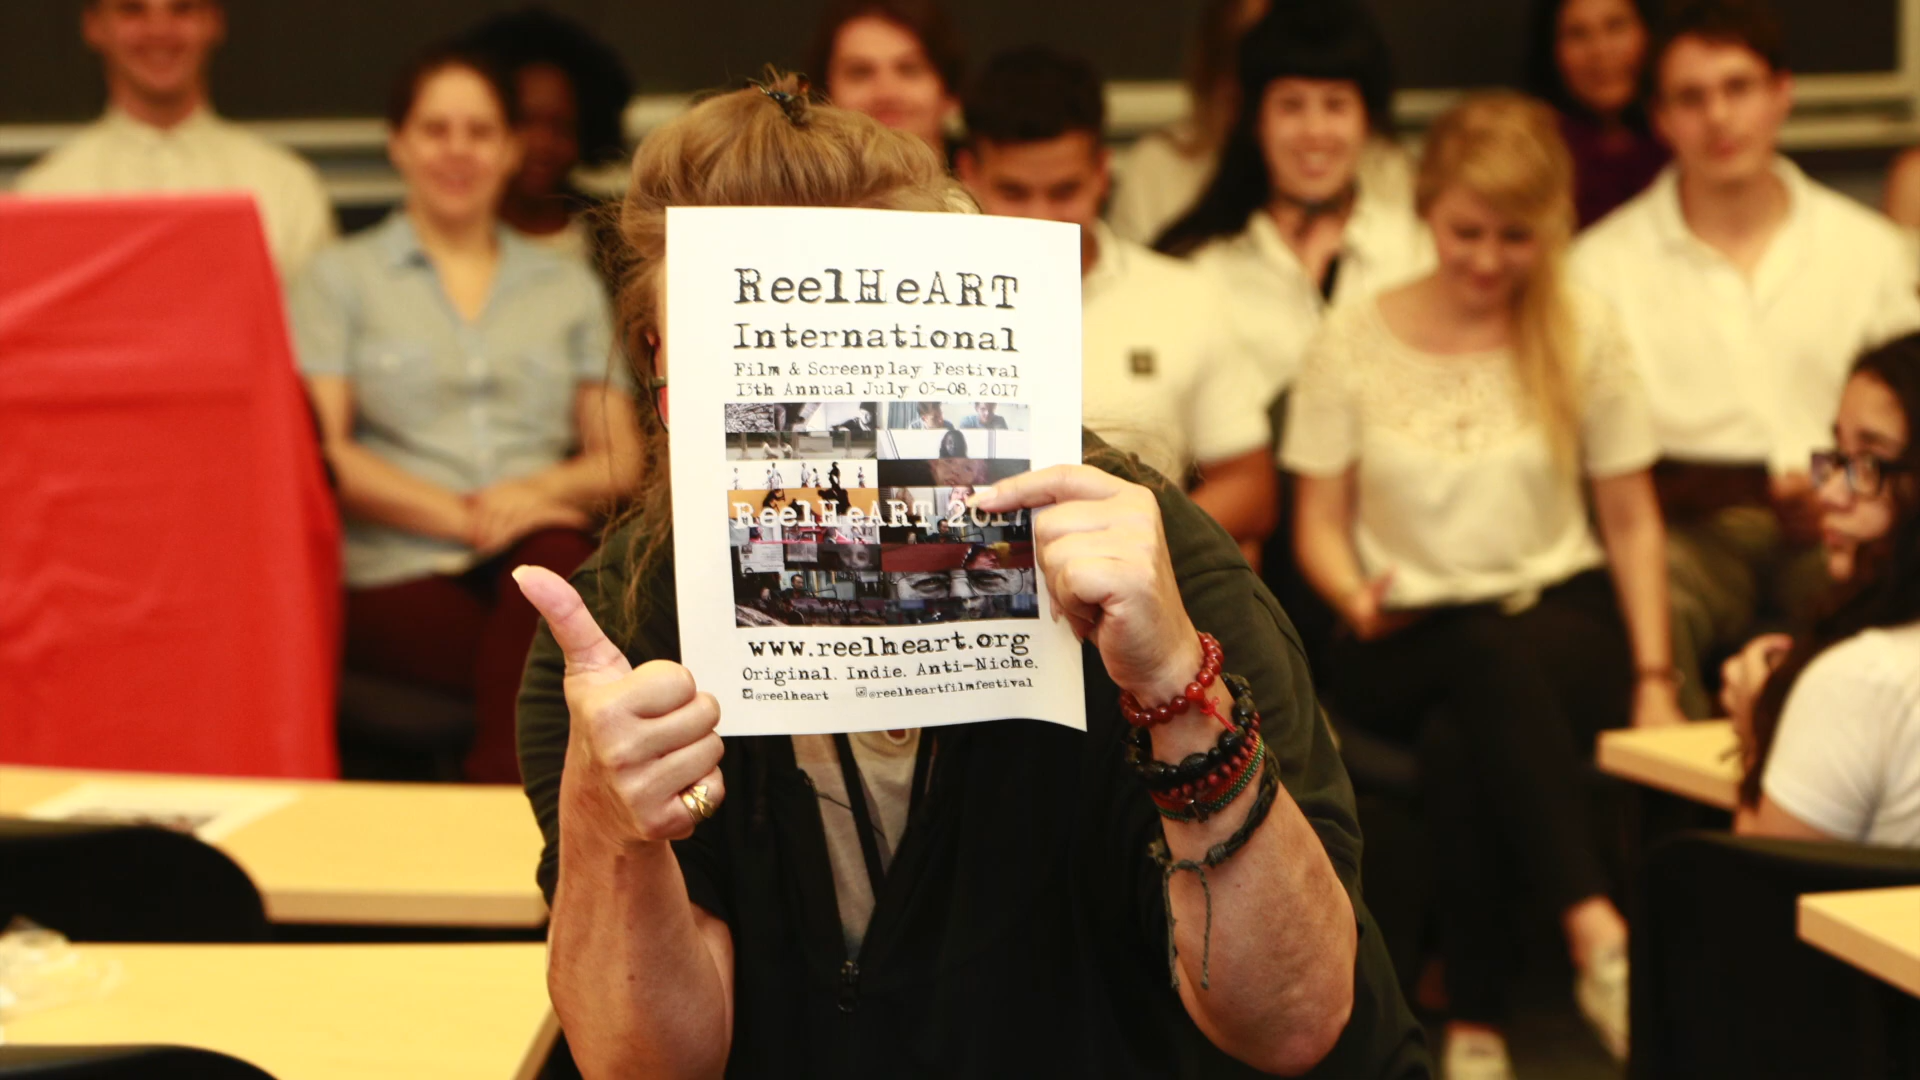 ReelHeART
International
Film & Screenplay Festival
13th Annual July 03-08, 2017
ReelHeART 2017
www.reelheart.org
Original. Indie. Anti-Niche.
@reelheart @reelheartfilmfestival